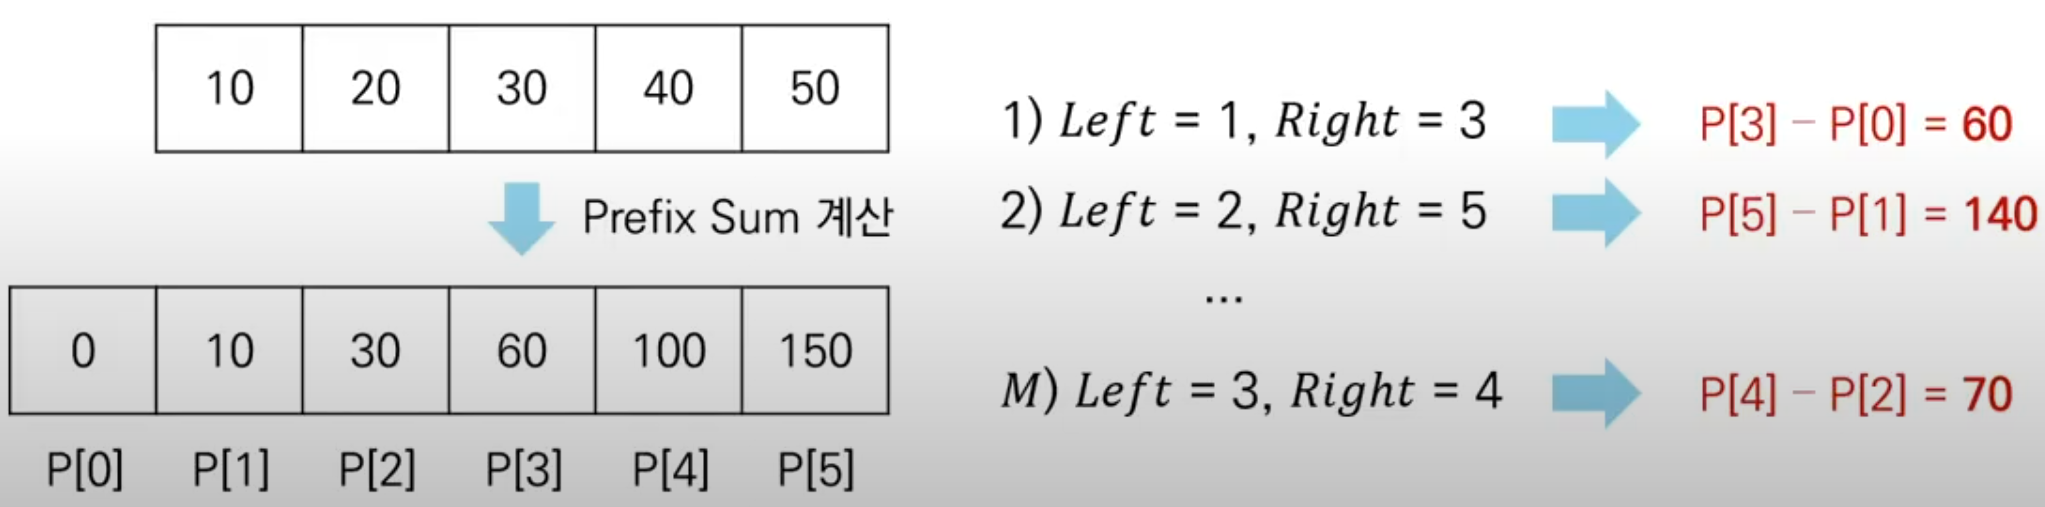 10 20 30 40 50
Prefix Sum 계산
0 10 30 60 100 150
P[0] P[1] P[2] P[3] P[4] P[5]
1) Left = 1, Right = 3 P[3] – P[0] = 60
2) Left = 2, Right = 5 P[5] – P[1] = 140
...
M) Left = 3, Right = 4 P[4] – P[2] = 70